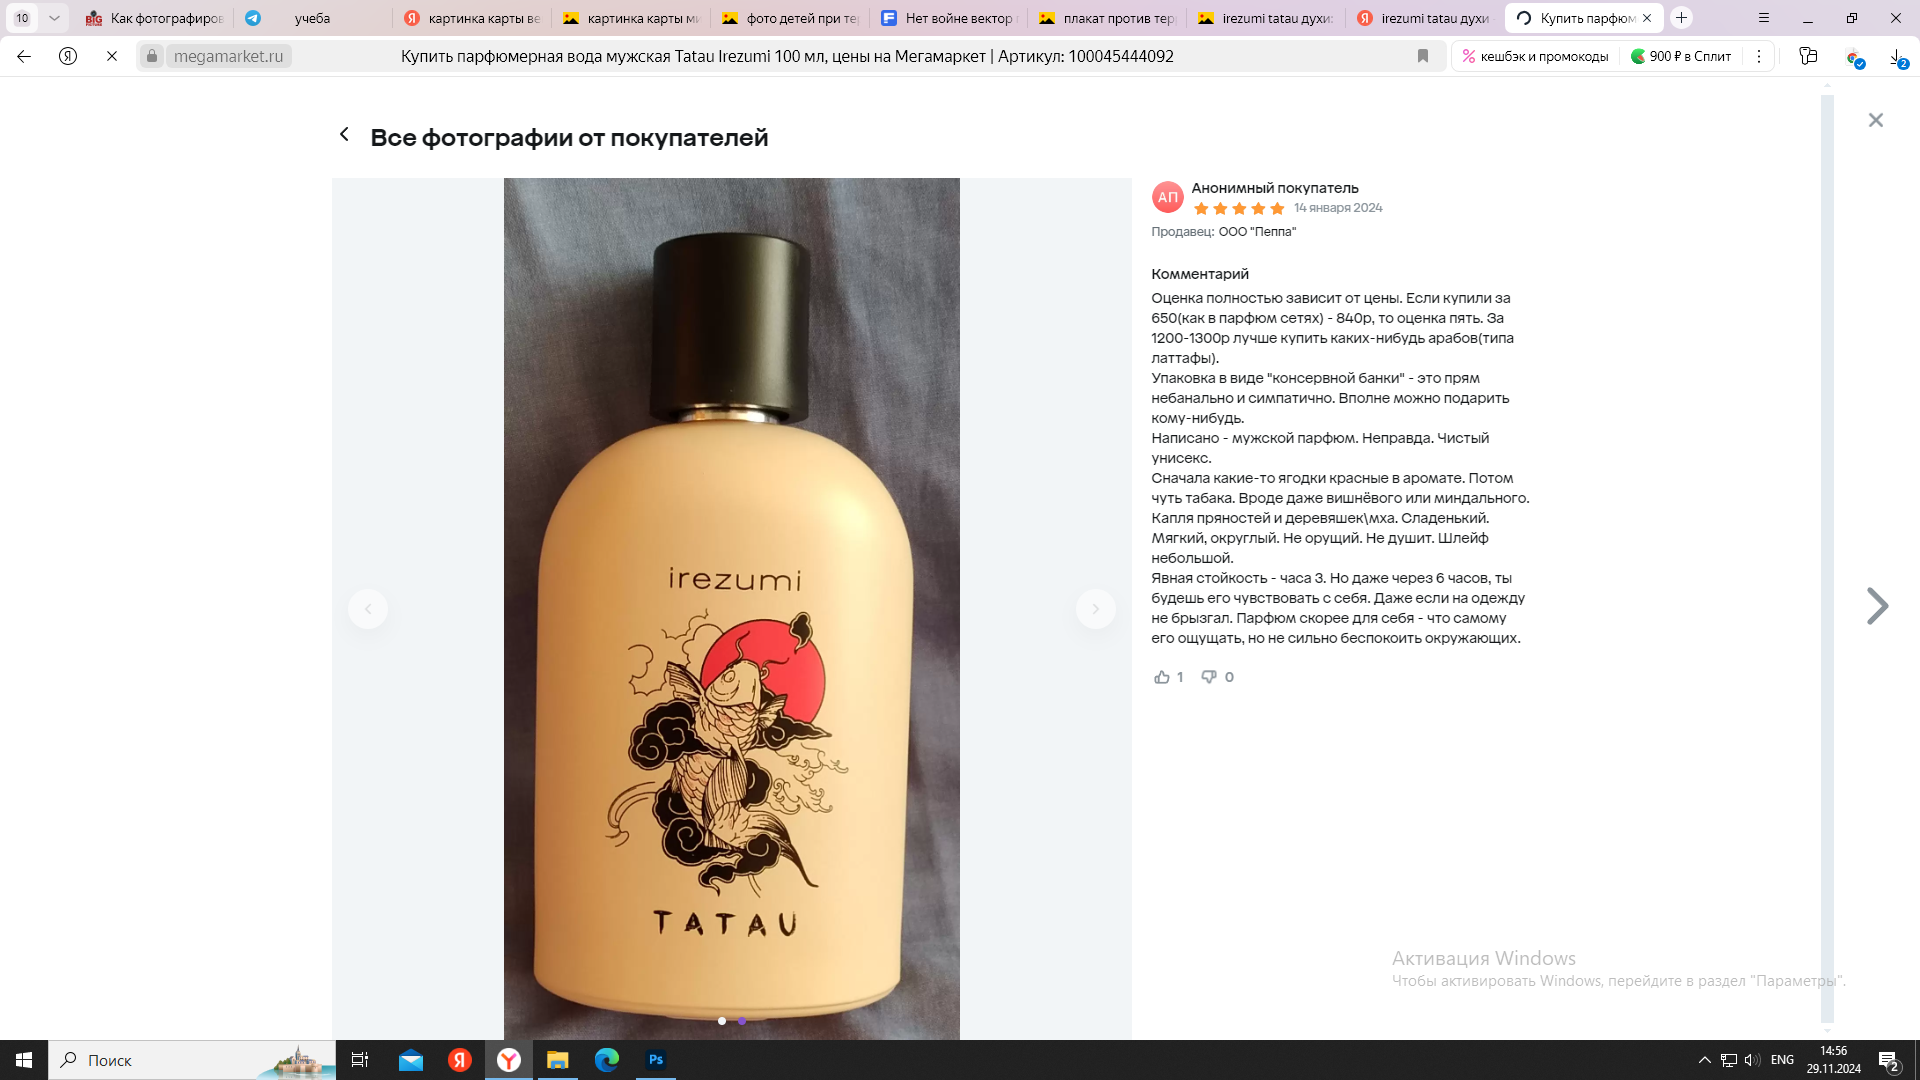 10
Как фотографиров
учеба
картинка карты ве
картинка карты ми
фото детей при тер
Нет войне вектор
плакат против тер
irezumi tatau духи
irezumi tatau духи
Купить парфюм
megamarket.ru
Купить парфюмерная вода мужская Tatau Irezumi 100 мл, цены на Мегамаркет | Артикул: 100045444092
кешбэк и промокоды
900 ₽ в Сплит
2
Все фотографии от покупателей
irezumi
TATAU
АП
Анонимный покупатель
14 января 2024
Продавец: ООО "Пеппа"
Комментарий
Оценка полностью зависит от цены. Если купили за
650(как в парфюм сетях) - 840р, то оценка пять. За
1200-1300р лучше купить каких-нибудь арабов(типа
латтафы).
Упаковка в виде "консервной банки" - это прям
небанально и симпатично. Вполне можно подарить
кому-нибудь.
Написано - мужской парфюм. Неправда. Чистый
унисекс.
Сначала какие-то ягодки красные в аромате. Потом
чуть табака. Вроде даже вишнёвого или миндального.
Капля пряностей и деревяшек\мха. Сладенький.
Мягкий, округлый. Не орущий. Не душит. Шлейф
небольшой.
Явная стойкость - часа 3. Но даже через 6 часов, ты
будешь его чувствовать с себя. Даже если на одежду
не брызгал. Парфюм скорее для себя - что самому
его ощущать, но не сильно беспокоить окружающих.
1 0
Активация Windows
Чтобы активировать Windows, перейдите в раздел "Параметры".
Поиск
Ps
ENG
14:56
29.11.2024
2